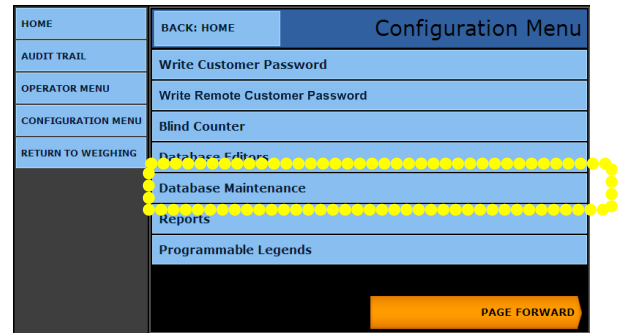 HOME
AUDIT TRAIL
OPERATOR MENU
CONFIGURATION MENU
RETURN TO WEIGHING
BACK: HOME
Configuration Menu
Write Customer Password
Write Remote Customer Password
Blind Counter
Database Editors
Database Maintenance
Reports
Programmable Legends
PAGE FORWARD